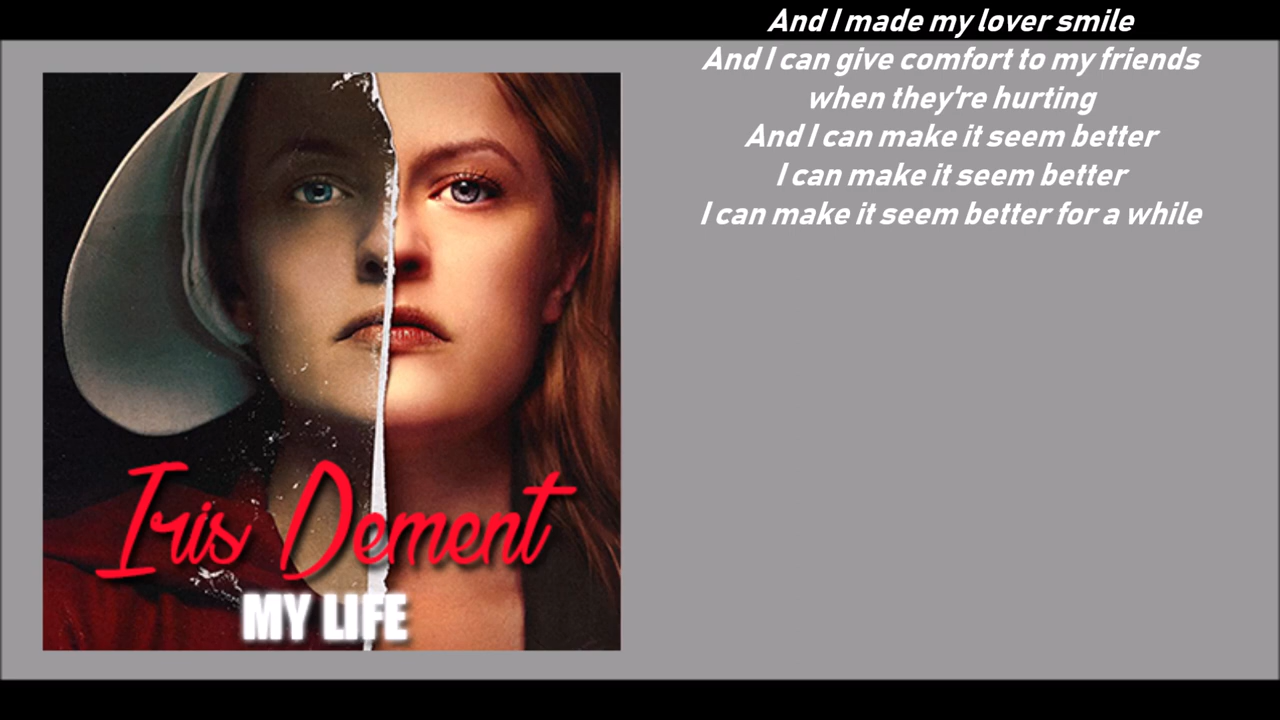 And I made my lover smile
And I can give comfort to my friends
when they're hurting
And I can make it seem better
I can make it seem better
I can make it seem better for a while
Iris Dement
MY LIFE